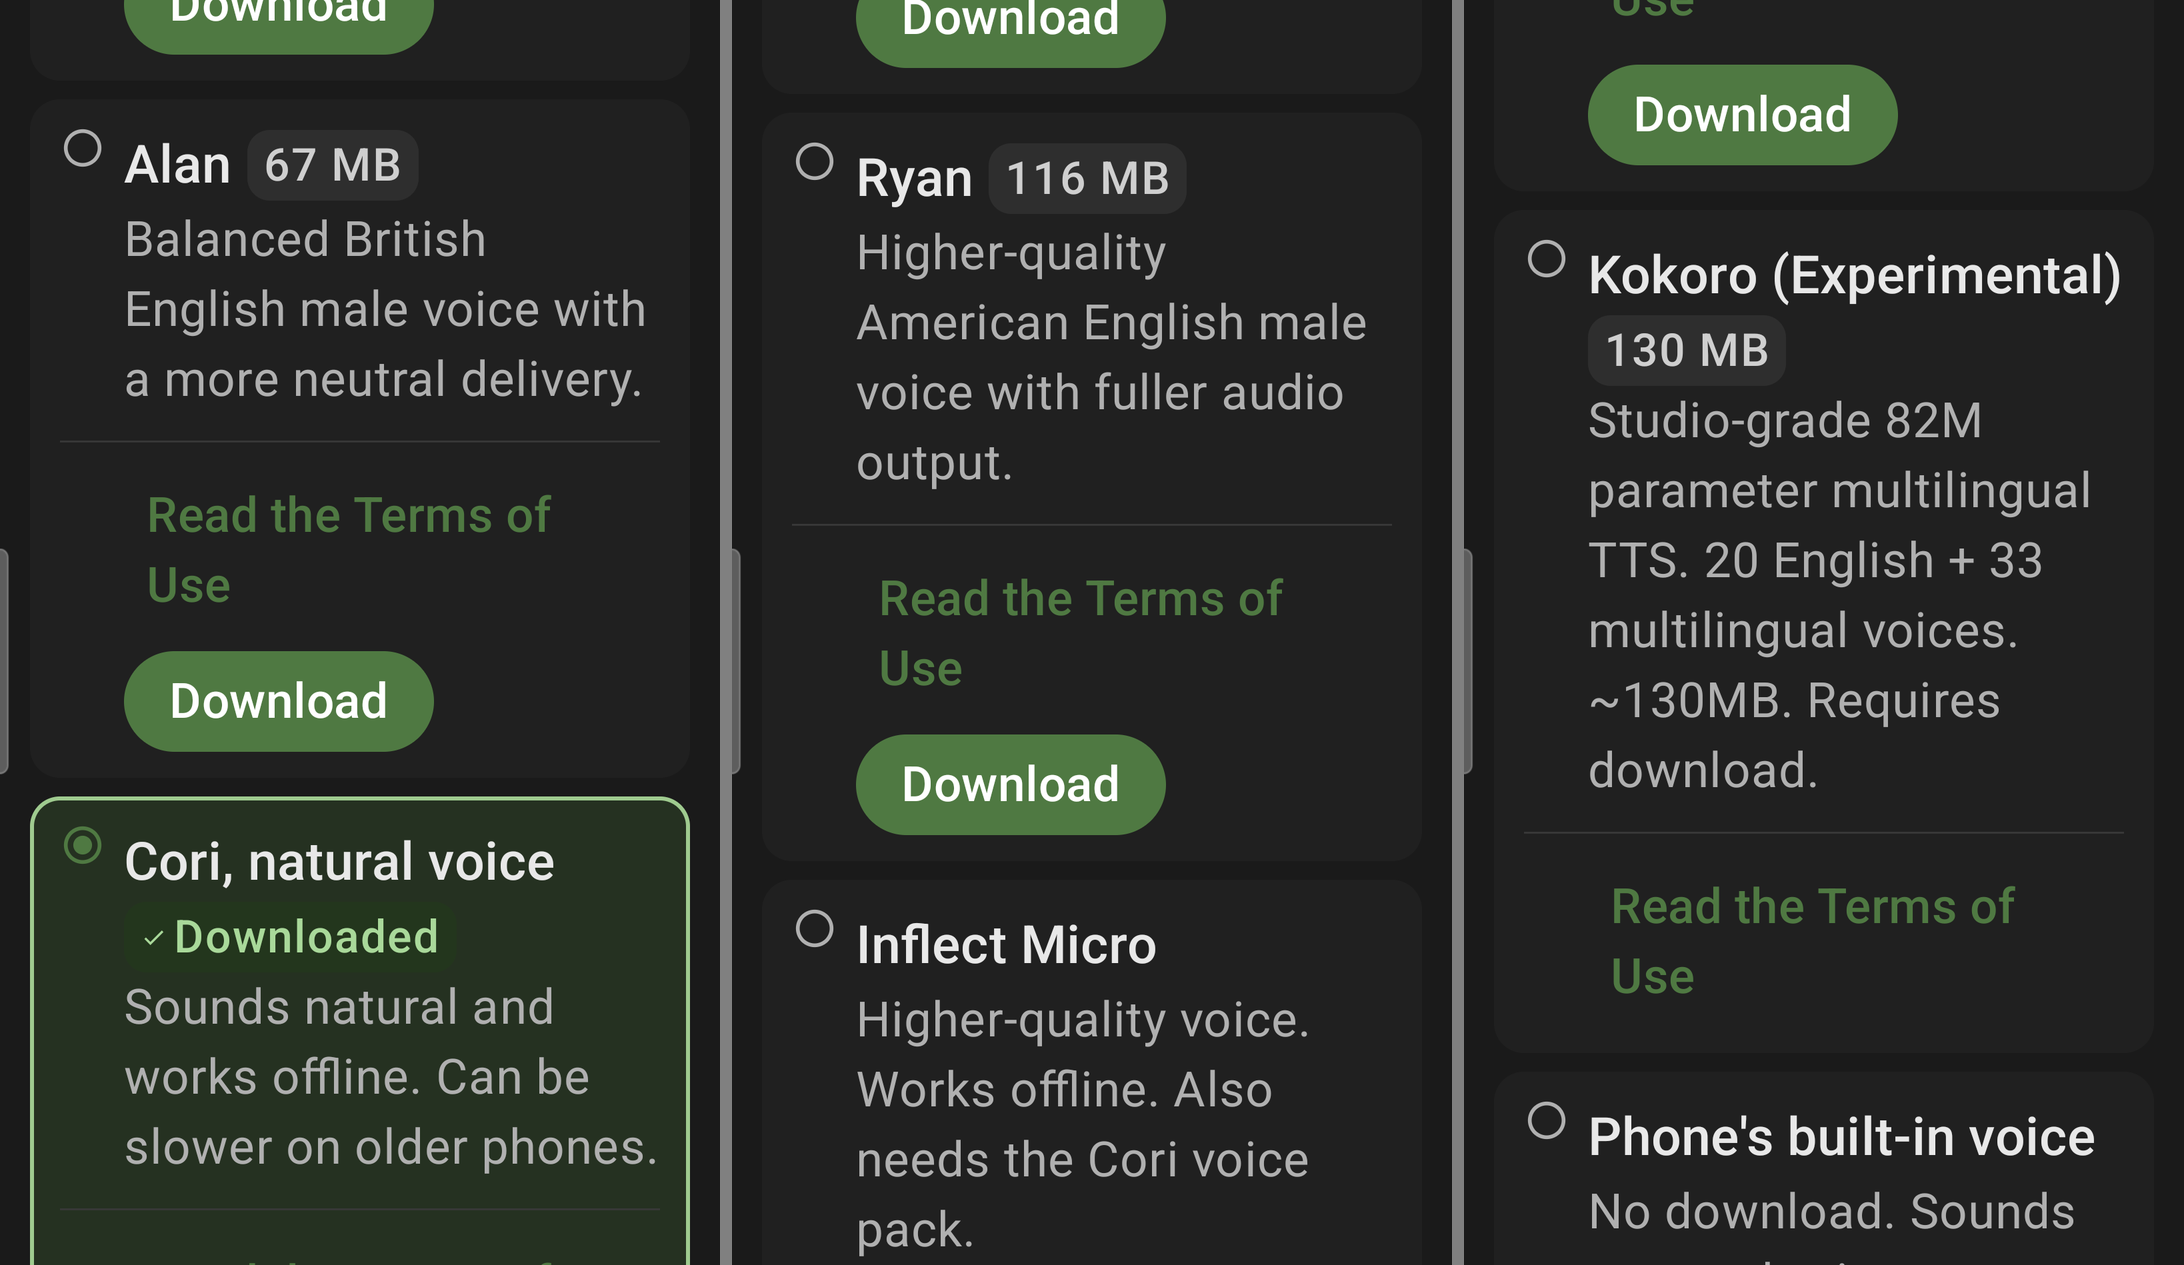 Download
Alan 67 MB
Balanced British
English male voice with
a more neutral delivery.
Read the Terms of
Use
Download
Cori, natural voice
✓ Downloaded
Sounds natural and
works offline. Can be
slower on older phones.
Download
Ryan 116 MB
Higher-quality
American English male
voice with fuller audio
output.
Read the Terms of
Use
Download
Inflect Micro
Higher-quality voice.
Works offline. Also
needs the Cori voice
pack.
Use
Download
Kokoro (Experimental)
130 MB
Studio-grade 82M
parameter multilingual
TTS. 20 English + 33
multilingual voices.
~130MB. Requires
download.
Read the Terms of
Use
Phone's built-in voice
No download. Sounds